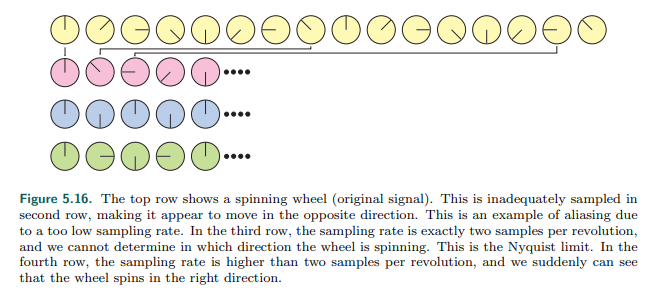 Figure 5.16. The top row shows a spinning wheel (original signal). This is inadequately sampled in
second row, making it appear to move in the opposite direction. This is an example of aliasing due
to a too low sampling rate. In the third row, the sampling rate is exactly two samples per revolution,
and we cannot determine in which direction the wheel is spinning. This is the Nyquist limit. In the
fourth row, the sampling rate is higher than two samples per revolution, and we suddenly can see
that the wheel spins in the right direction.